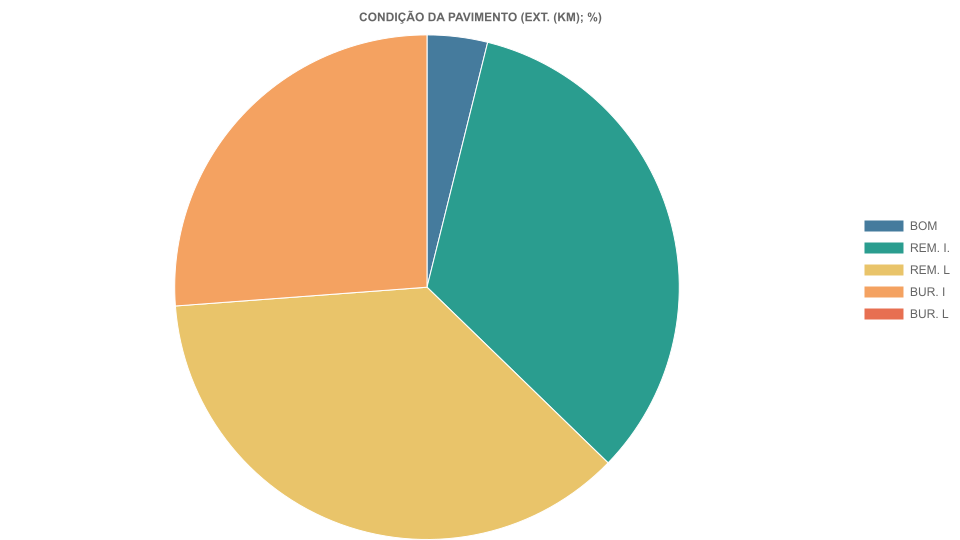 CONDIÇÃO DA PAVIMENTO (EXT. (KM); %)
BOM
REM. I.
REM. L
BUR. I
BUR. L